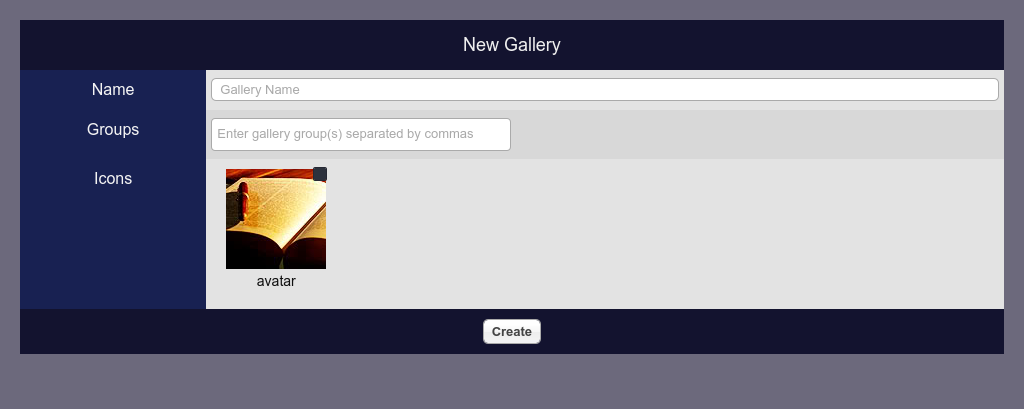 New Gallery
Name
Gallery Name
Groups
Enter gallery group(s) separated by commas
Icons
avatar
Create